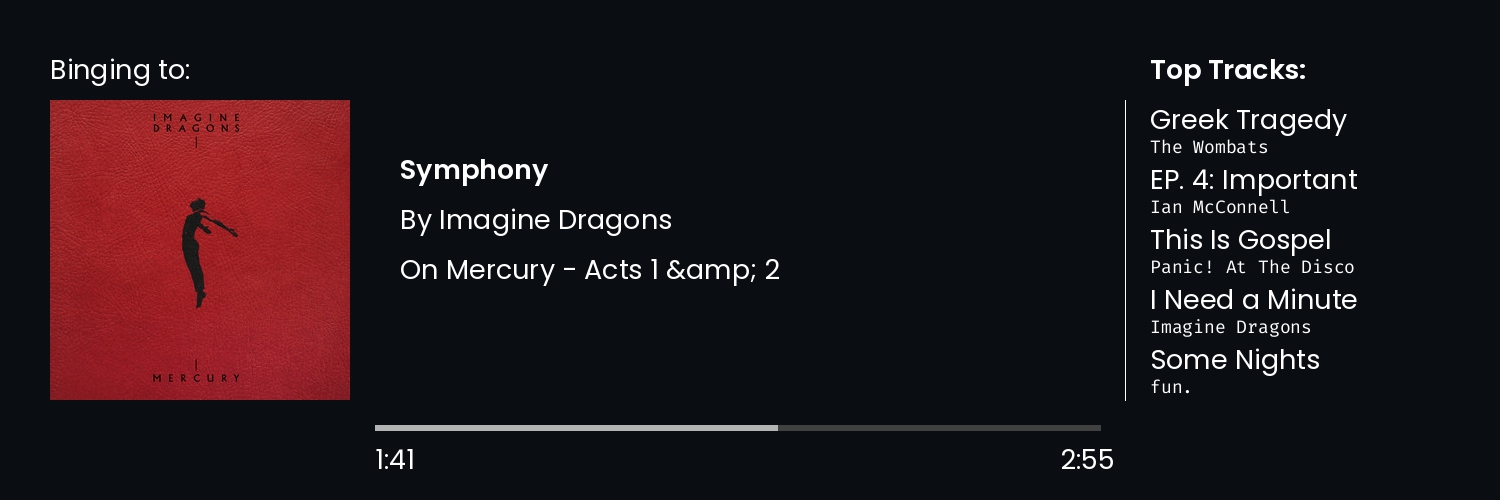 Binging to:
IMAGINE
DRAGONS
MERCURY
Symphony
By Imagine Dragons
On Mercury - Acts 1 &amp;amp; 2
1:41
2:55
Top Tracks:
Greek Tragedy
The Wombats
EP. 4: Important
Ian McConnell
This Is Gospel
Panic! At The Disco
I Need a Minute
Imagine Dragons
Some Nights
fun.